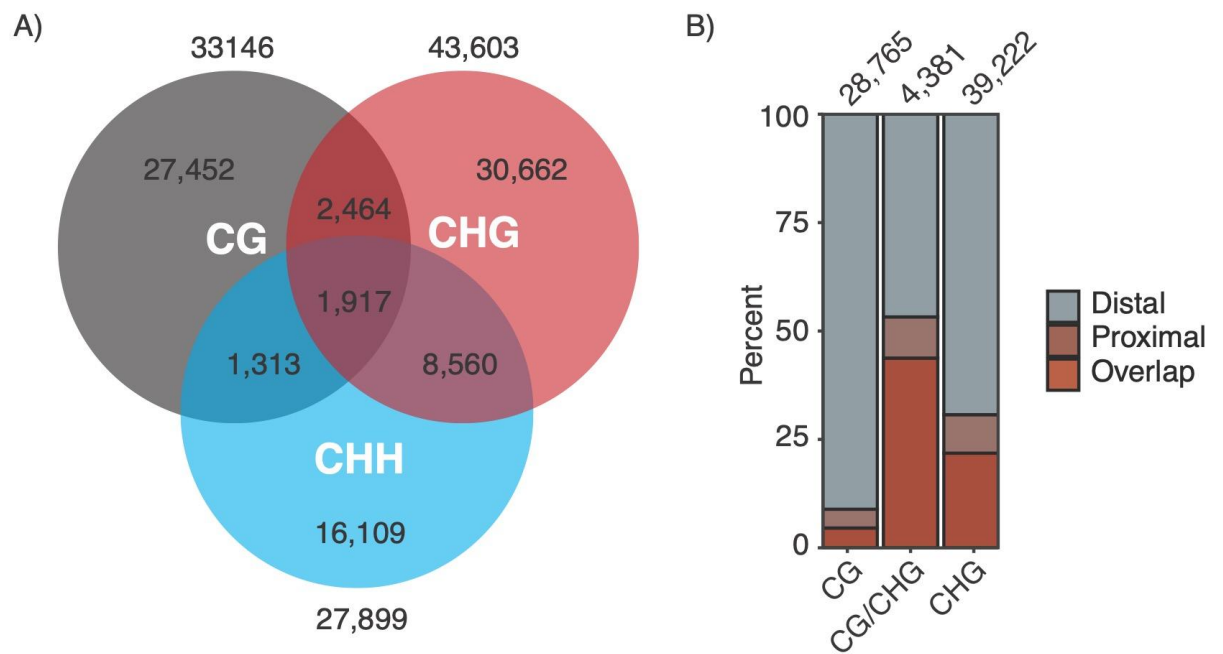 A)
33146
43,603
27,452
30,662
2,464
CG
CHG
1,917
1,313
8,560
CHH
16,109
27,899
B)
28,765
4,381
39,222
100
75
50
25
0
Percent
CG
CG/CHG
CHG
Distal
Proximal
Overlap